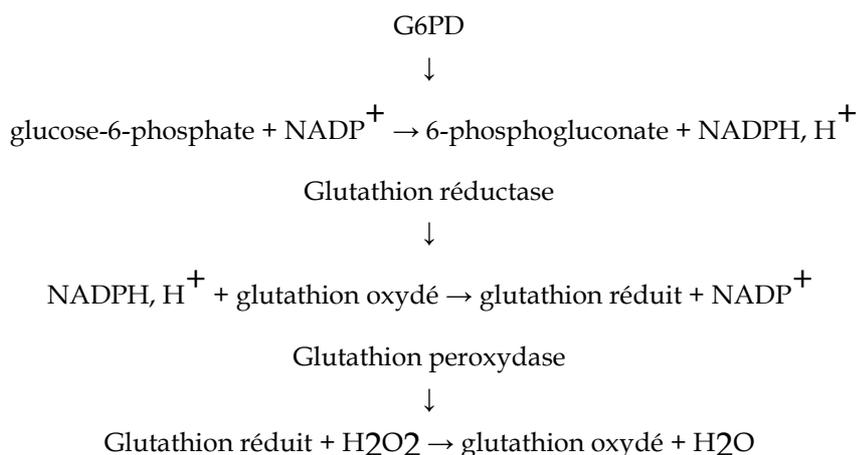 G6PD
↓
glucose-6-phosphate + NADP⁺ → 6-phosphogluconate + NADPH, H⁺
Glutathion réductase
↓
NADPH, H⁺ + glutathion oxydé → glutathion réduit + NADP⁺
Glutathion peroxydase
↓
Glutathion réduit + H2O2 → glutathion oxydé + H2O